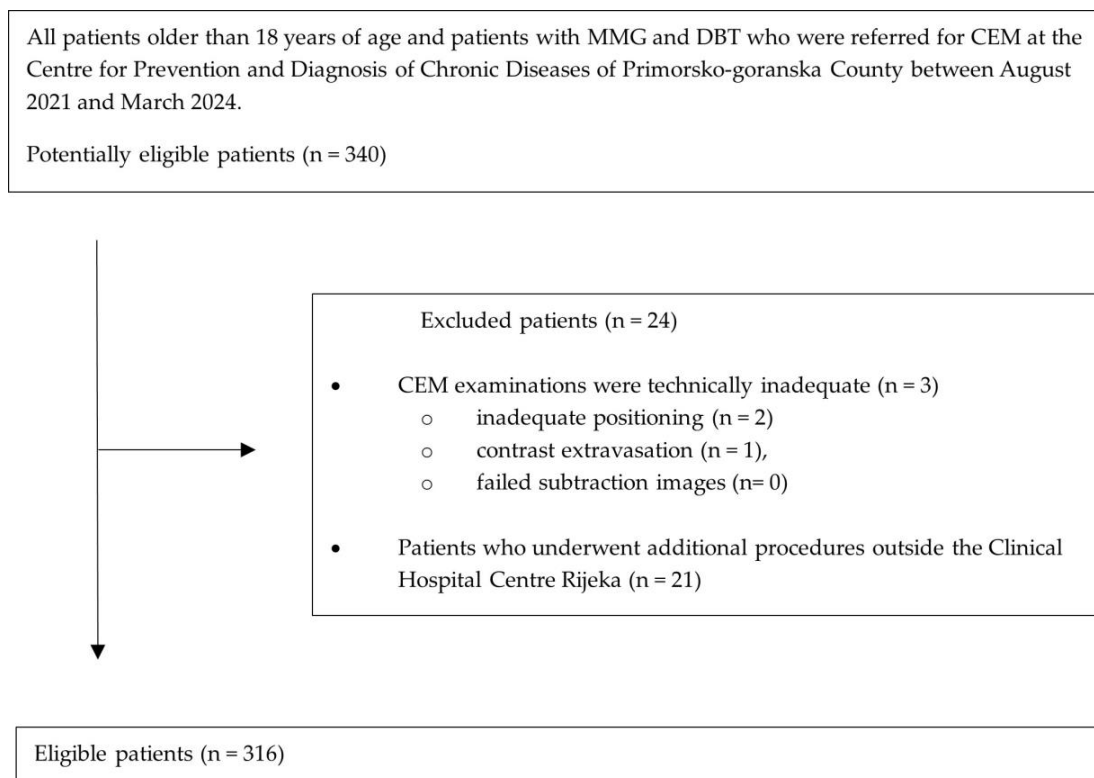 All patients older than 18 years of age and patients with MMG and DBT who were referred for CEM at the
Centre for Prevention and Diagnosis of Chronic Diseases of Primorsko-goranska County between August
2021 and March 2024.
Potentially eligible patients (n = 340)
Excluded patients (n = 24)
• CEM examinations were technically inadequate (n = 3)
o inadequate positioning (n = 2)
o contrast extravasation (n = 1),
o failed subtraction images (n= 0)
• Patients who underwent additional procedures outside the Clinical
Hospital Centre Rijeka (n = 21)
Eligible patients (n = 316)